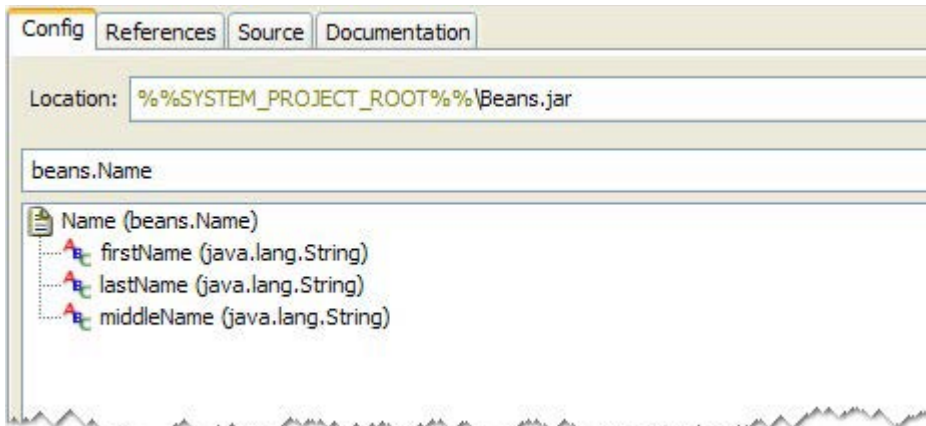 Config References Source Documentation
Location: %%SYSTEM_PROJECT_ROOT%%\Beans.jar
beans.Name
Name (beans.Name)
firstName (java.lang.String)
lastName (java.lang.String)
middleName (java.lang.String)